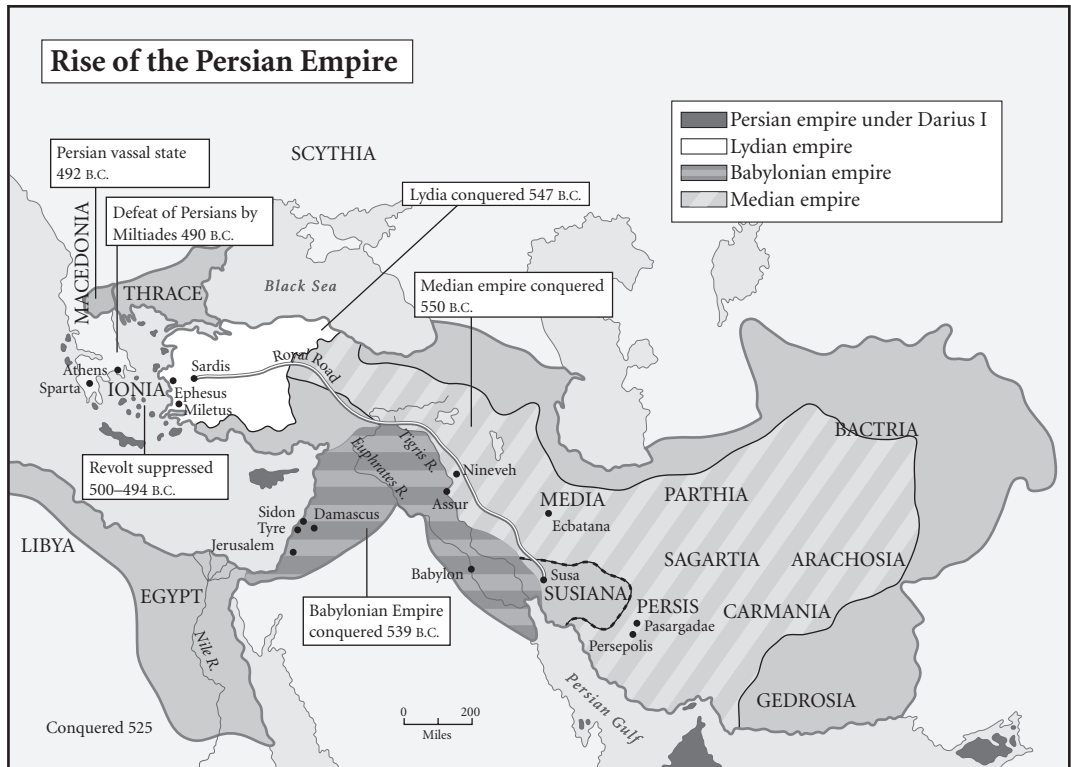 Rise of the Persian Empire
Persian empire under Darius I
Lydian empire
Babylonian empire
Median empire
Persian vassal state
492 B.C.
SCYTHIA
Lydia conquered 547 B.C.
Defeat of Persians by
Miltiades 490 B.C.
MACEDONIA
THRACE
Black Sea
Median empire conquered
550 B.C.
Royal Road
Athens
Sparta
IONIA
Sardis
Ephesus
Miletus
BACTRIA
Revolt suppressed
500–494 B.C.
Tigris R.
Euphrates R.
Nineveh
Assur
MEDIA
Ecbatana
PARTHIA
Sidon
Tyre
Damascus
Jerusalem
LIBYA
EGYPT
Nile R.
Babylon
Susa
SUSIANA
SAGARTIA
ARACHOSIA
PERSIS
Pasargadae
Persepolis
CARMANIA
Babylonian Empire
conquered 539 B.C.
Persian Gulf
GEDROSIA
Conquered 525
0
200
Miles